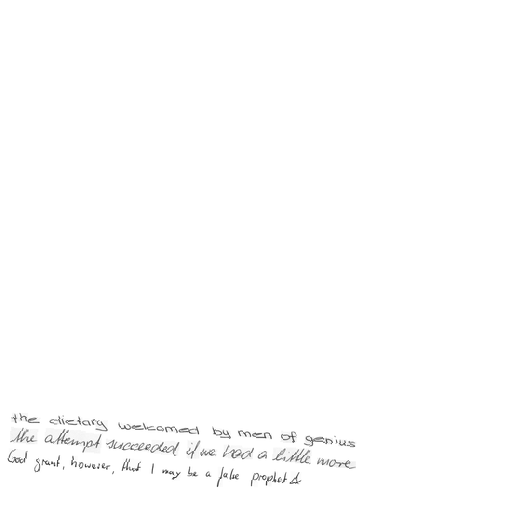 the dietary welcomed by men of genius
the attempt succeeded if we had a little more
God grant, however, that I may be a false prophet